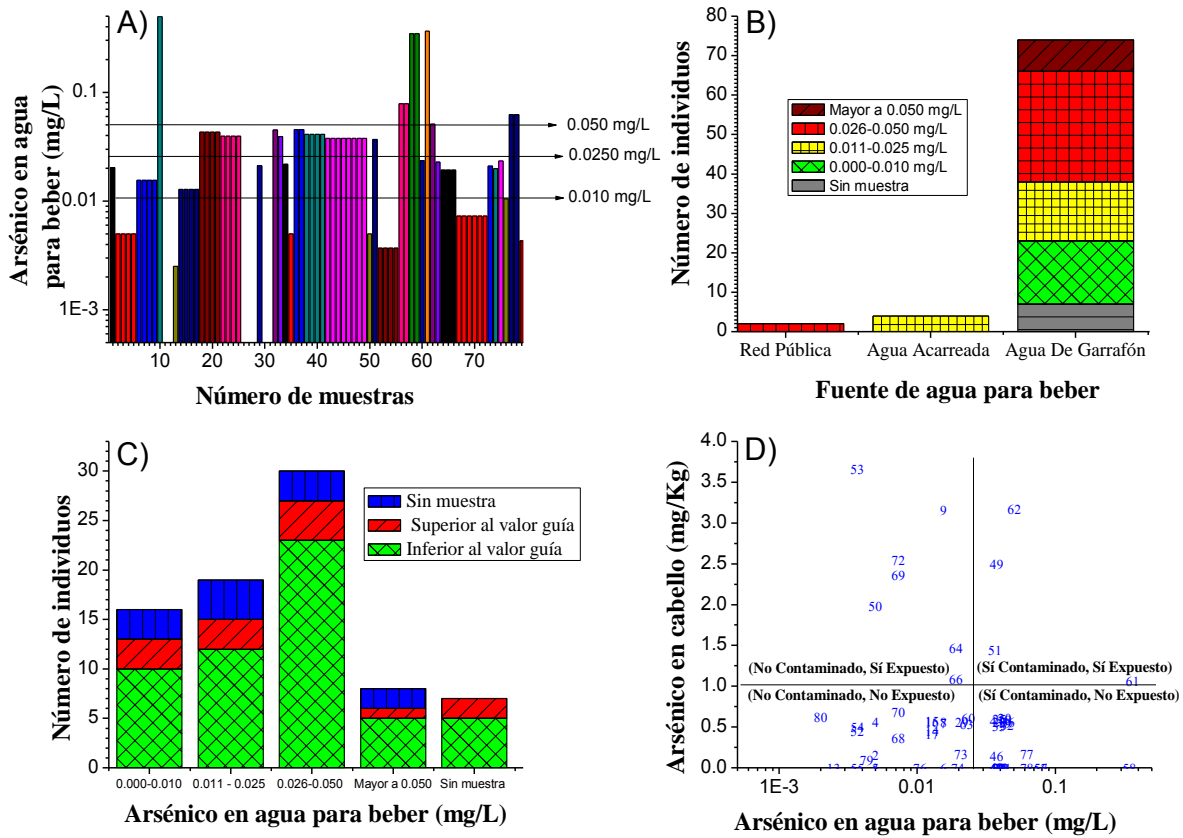 A)
Arsénico en agua
para beber (mg/L)
0.1
0.01
1E-3
0.050 mg/L
0.0250 mg/L
0.010 mg/L
10 20 30 40 50 60 70
Número de muestras
B)
Número de individuos
80
70
60
50
40
30
20
10
0
Mayor a 0.050 mg/L
0.026-0.050 mg/L
0.011-0.025 mg/L
0.000-0.010 mg/L
Sin muestra
Red Pública Agua Acarreada Agua De Garrafón
Fuente de agua para beber
C)
Número de individuos
30
25
20
15
10
5
0
Sin muestra
Superior al valor guía
Inferior al valor guía
0.000-0.010 0.011 - 0.025 0.026-0.050 Mayor a 0.050 Sin muestra
Arsénico en agua para beber (mg/L)
D)
Arsénico en cabello (mg/Kg)
4.0
3.5
3.0
2.5
2.0
1.5
1.0
0.5
0.0
53
9
62
72
49
69
50
64
51
66
61
(No Contaminado, Sí Expuesto) (Sí Contaminado, Sí Expuesto)
(No Contaminado, No Expuesto) (Sí Contaminado, No Expuesto)
80
70
4
54
52
68
2
79
73
46
77
1E-3 0.01 0.1
Arsénico en agua para beber (mg/L)